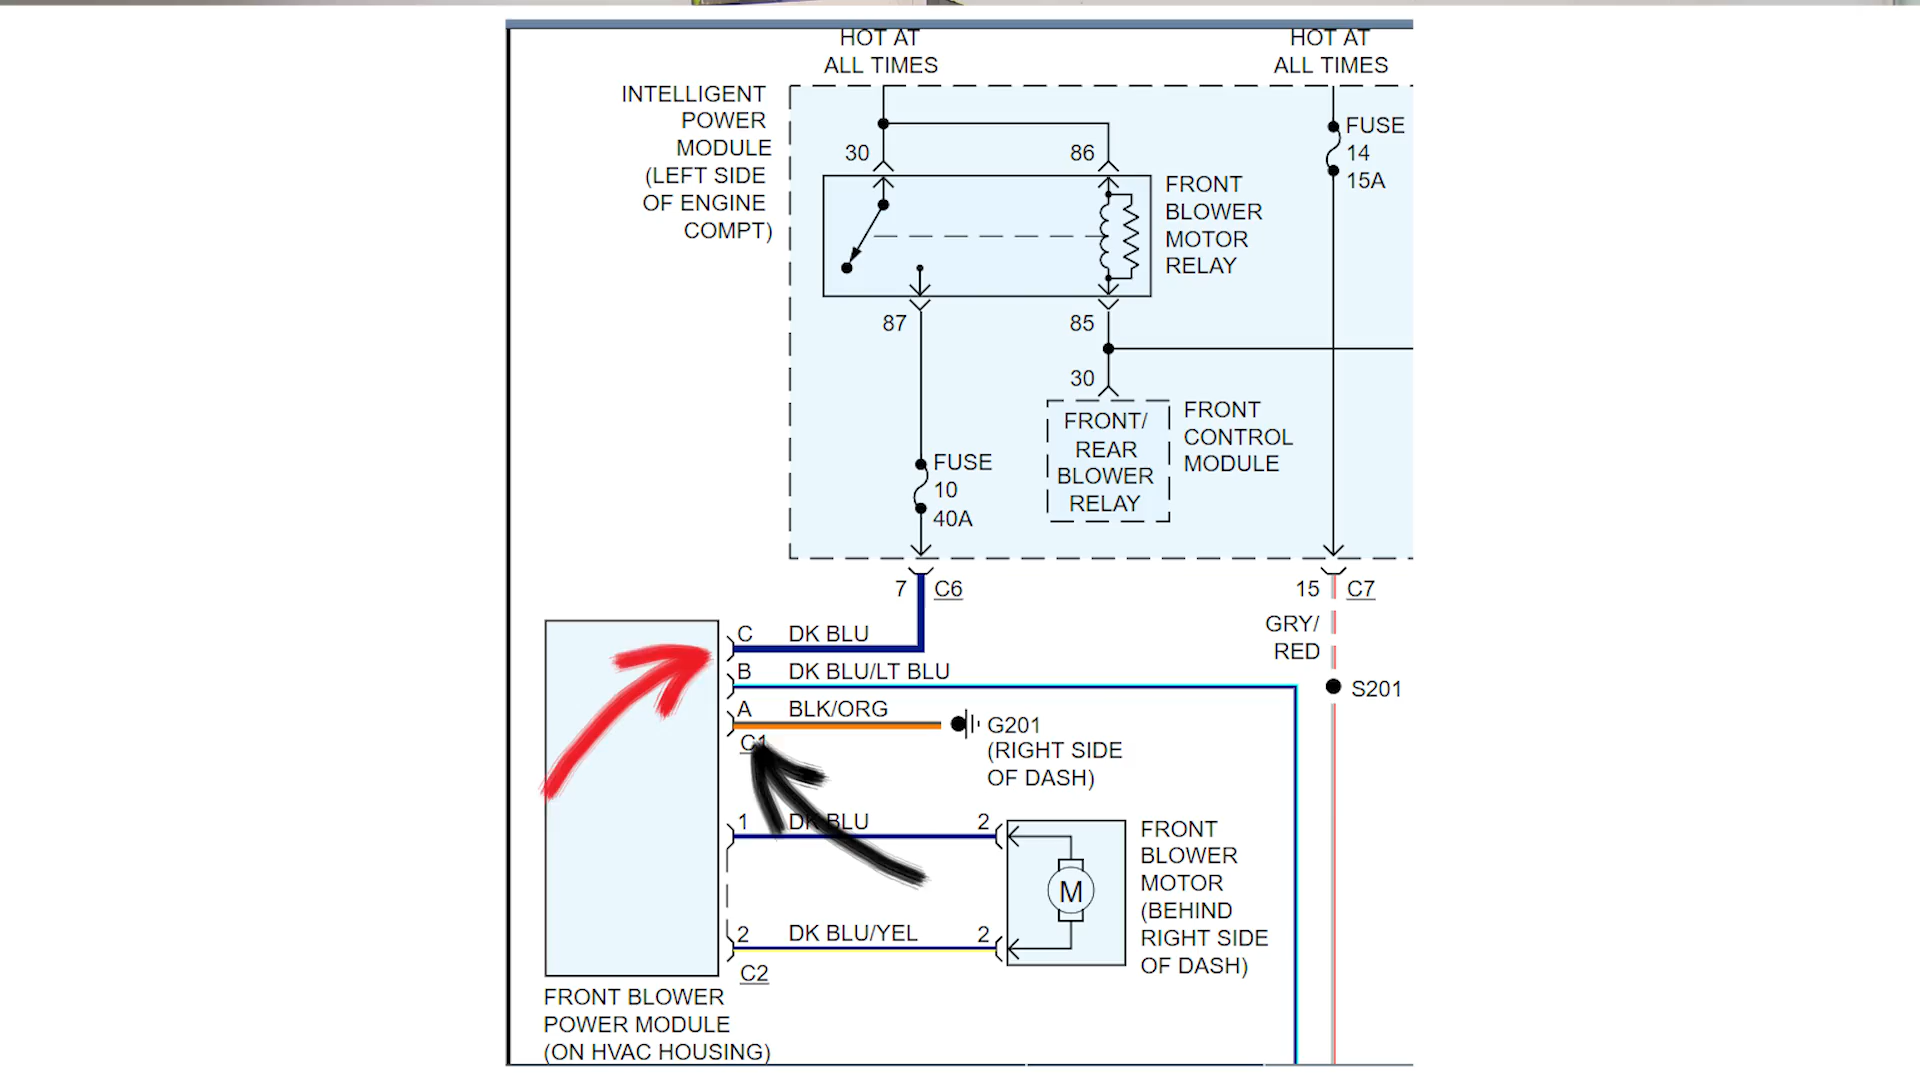 HOT AT
ALL TIMES
HOT AT
ALL TIMES
INTELLIGENT
POWER
MODULE
(LEFT SIDE
OF ENGINE
COMPT)
30
86
FUSE
14
15A
FRONT
BLOWER
MOTOR
RELAY
87
85
30
FRONT/
REAR
BLOWER
RELAY
FRONT
CONTROL
MODULE
FUSE
10
40A
7 C6
15 C7
GRY/
RED
S201
C DK BLU
B DK BLU/LT BLU
A BLK/ORG
C1
G201
(RIGHT SIDE
OF DASH)
1 DK BLU 2
M
2 DK BLU/YEL 2
C2
FRONT
BLOWER
MOTOR
(BEHIND
RIGHT SIDE
OF DASH)
FRONT BLOWER
POWER MODULE
(ON HVAC HOUSING)